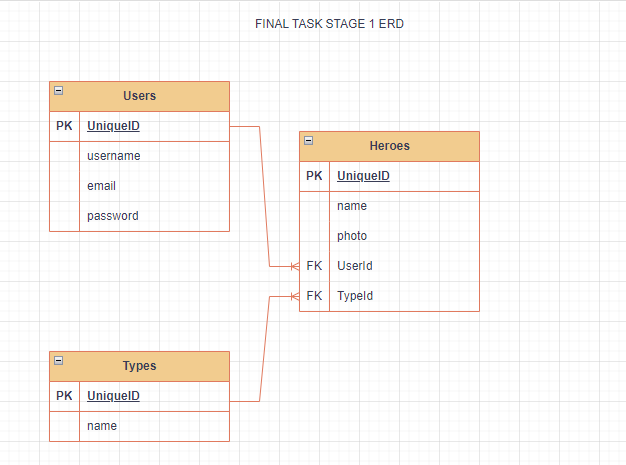 FINAL TASK STAGE 1 ERD
Users
PK UniqueID
username
email
password
Heroes
PK UniqueID
name
photo
FK UserId
FK TypeId
Types
PK UniqueID
name